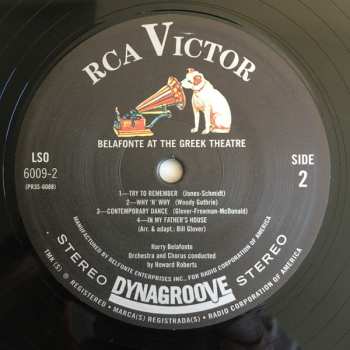 RCA VICTOR
BELAFONTE AT THE GREEK THEATRE
LSO
6009-2
(PR3S-6088)
SIDE
2
1—TRY TO REMEMBER (Jones-Schmidt)
2—WHY 'N' WHY (Woody Guthrie)
3—CONTEMPORARY DANCE (Glover-Freeman-McDonald)
4—IN MY FATHER'S HOUSE
(Arr. & adapt.: Bill Glover)
Harry Belafonte
Orchestra and Chorus conducted
by Howard Roberts
MANUFACTURED BY BELAFONTE ENTERPRISES INC., FOR RADIO CORPORATION OF AMERICA
STEREO DYNAGROOVE STEREO
TMK(S) ® REGISTERED • MARCA(S) REGISTRADA(S) • RADIO CORPORATION OF AMERICA